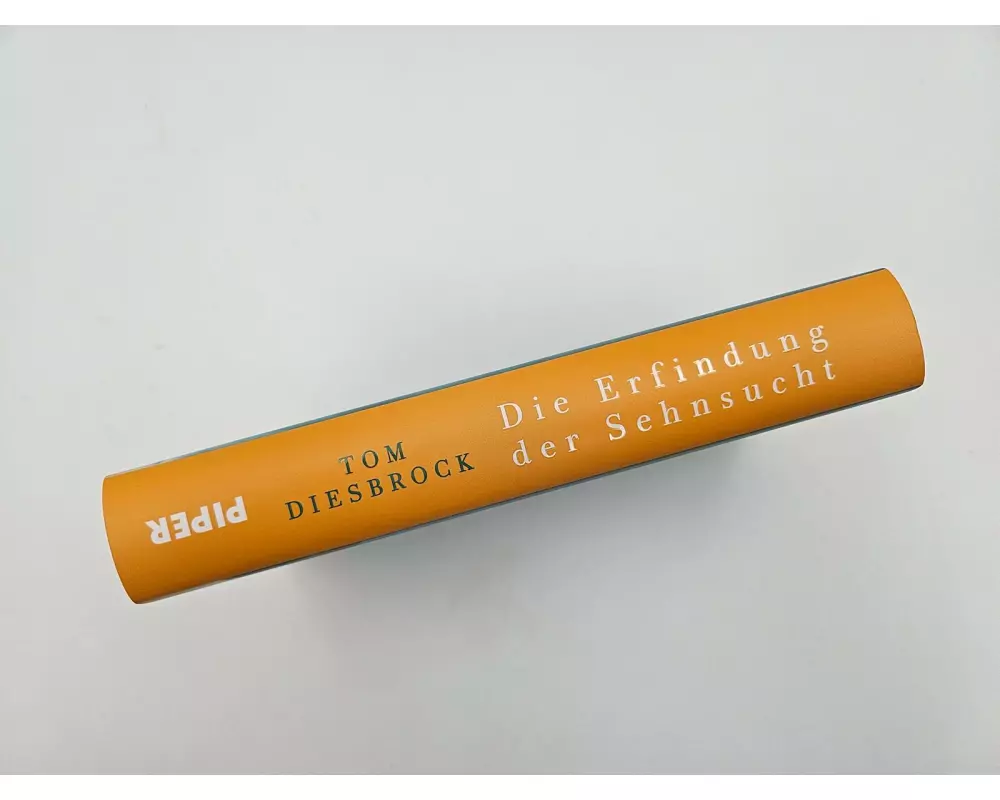 PIPER
TOM
DIESBROCK
Die Erfindung
der Sehnsucht